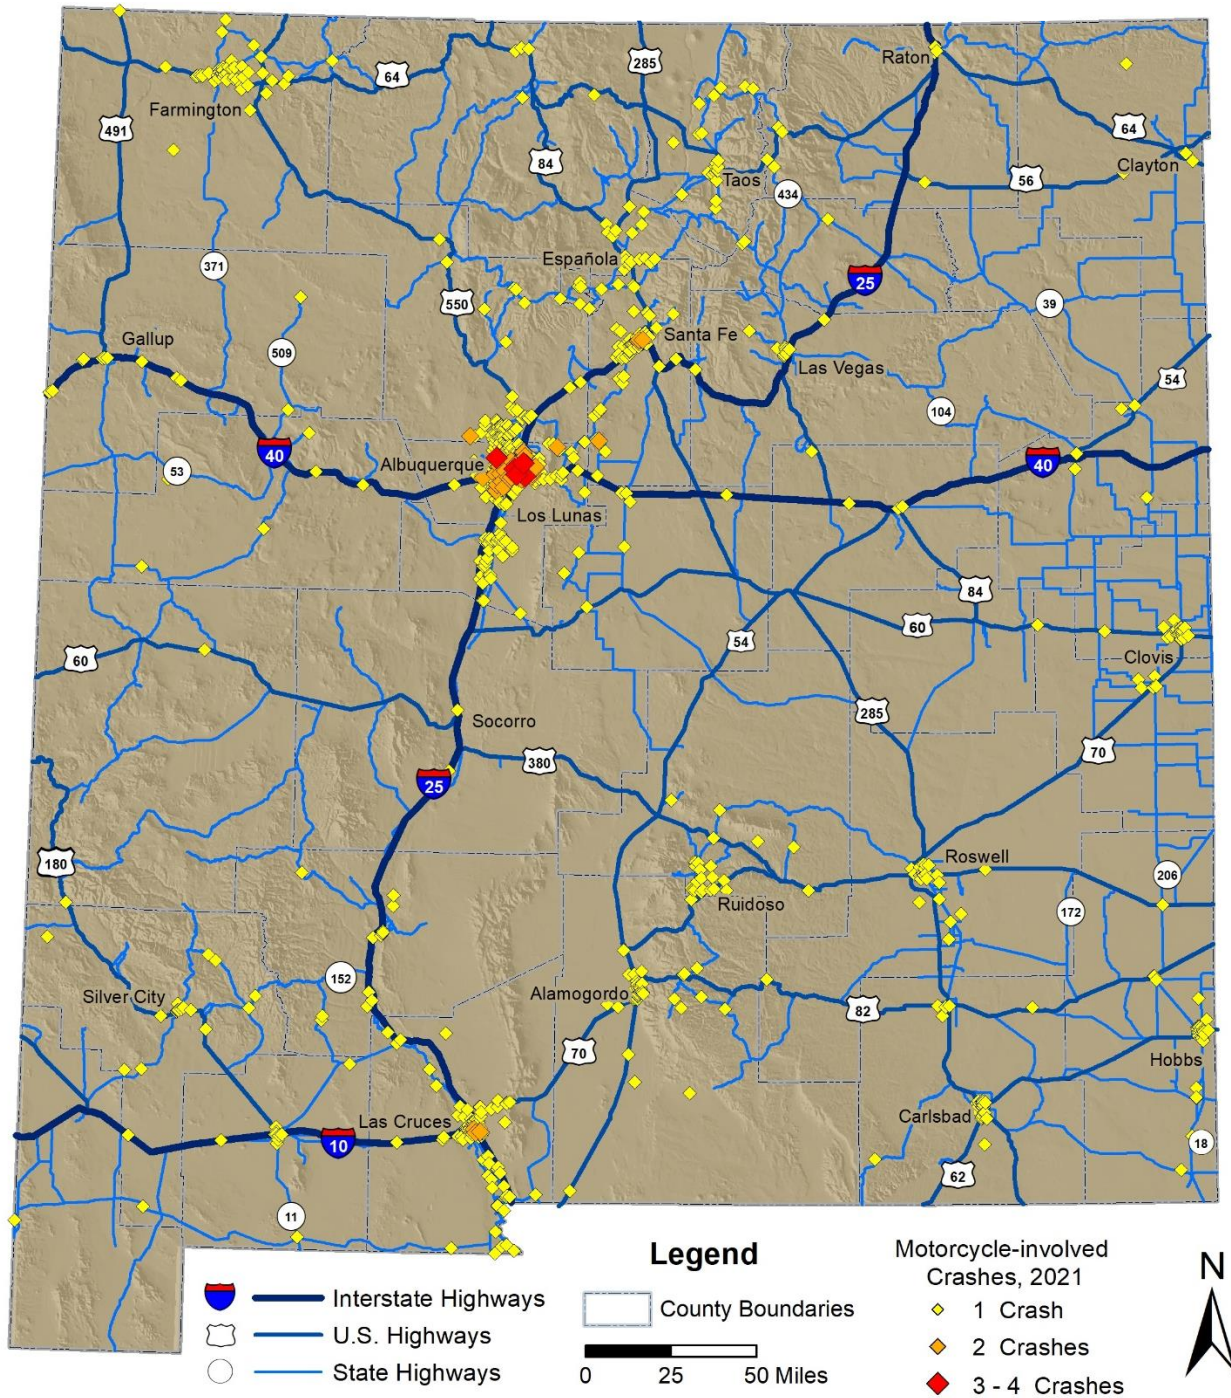 Raton
285
64
Farmington
491
64
Clayton
84
Taos
56
434
Española
371
25
550
39
Gallup
Santa Fe
509
Las Vegas
54
104
40
Albuquerque
40
53
Los Lunas
84
60
54
60
Clovis
285
Socorro
70
380
25
180
Roswell
206
Ruidoso
172
152
Silver City
Alamogordo
82
70
Hobbs
Las Cruces
Carlsbad
10
18
62
11
Legend
Interstate Highways
U.S. Highways
State Highways
County Boundaries
0 25 50 Miles
Motorcycle-involved
Crashes, 2021
1 Crash
2 Crashes
3 - 4 Crashes
N